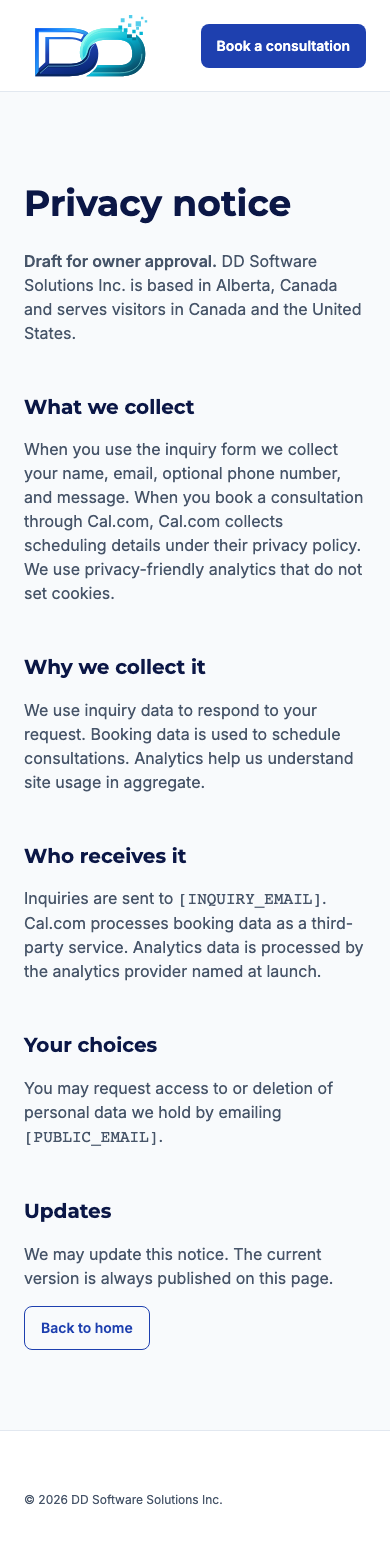 DD
Book a consultation
Privacy notice
Draft for owner approval. DD Software
Solutions Inc. is based in Alberta, Canada
and serves visitors in Canada and the United
States.
What we collect
When you use the inquiry form we collect
your name, email, optional phone number,
and message. When you book a consultation
through Cal.com, Cal.com collects
scheduling details under their privacy policy.
We use privacy-friendly analytics that do not
set cookies.
Why we collect it
We use inquiry data to respond to your
request. Booking data is used to schedule
consultations. Analytics help us understand
site usage in aggregate.
Who receives it
Inquiries are sent to [INQUIRY_EMAIL].
Cal.com processes booking data as a third-
party service. Analytics data is processed by
the analytics provider named at launch.
Your choices
You may request access to or deletion of
personal data we hold by emailing
[PUBLIC_EMAIL].
Updates
We may update this notice. The current
version is always published on this page.
Back to home
© 2026 DD Software Solutions Inc.